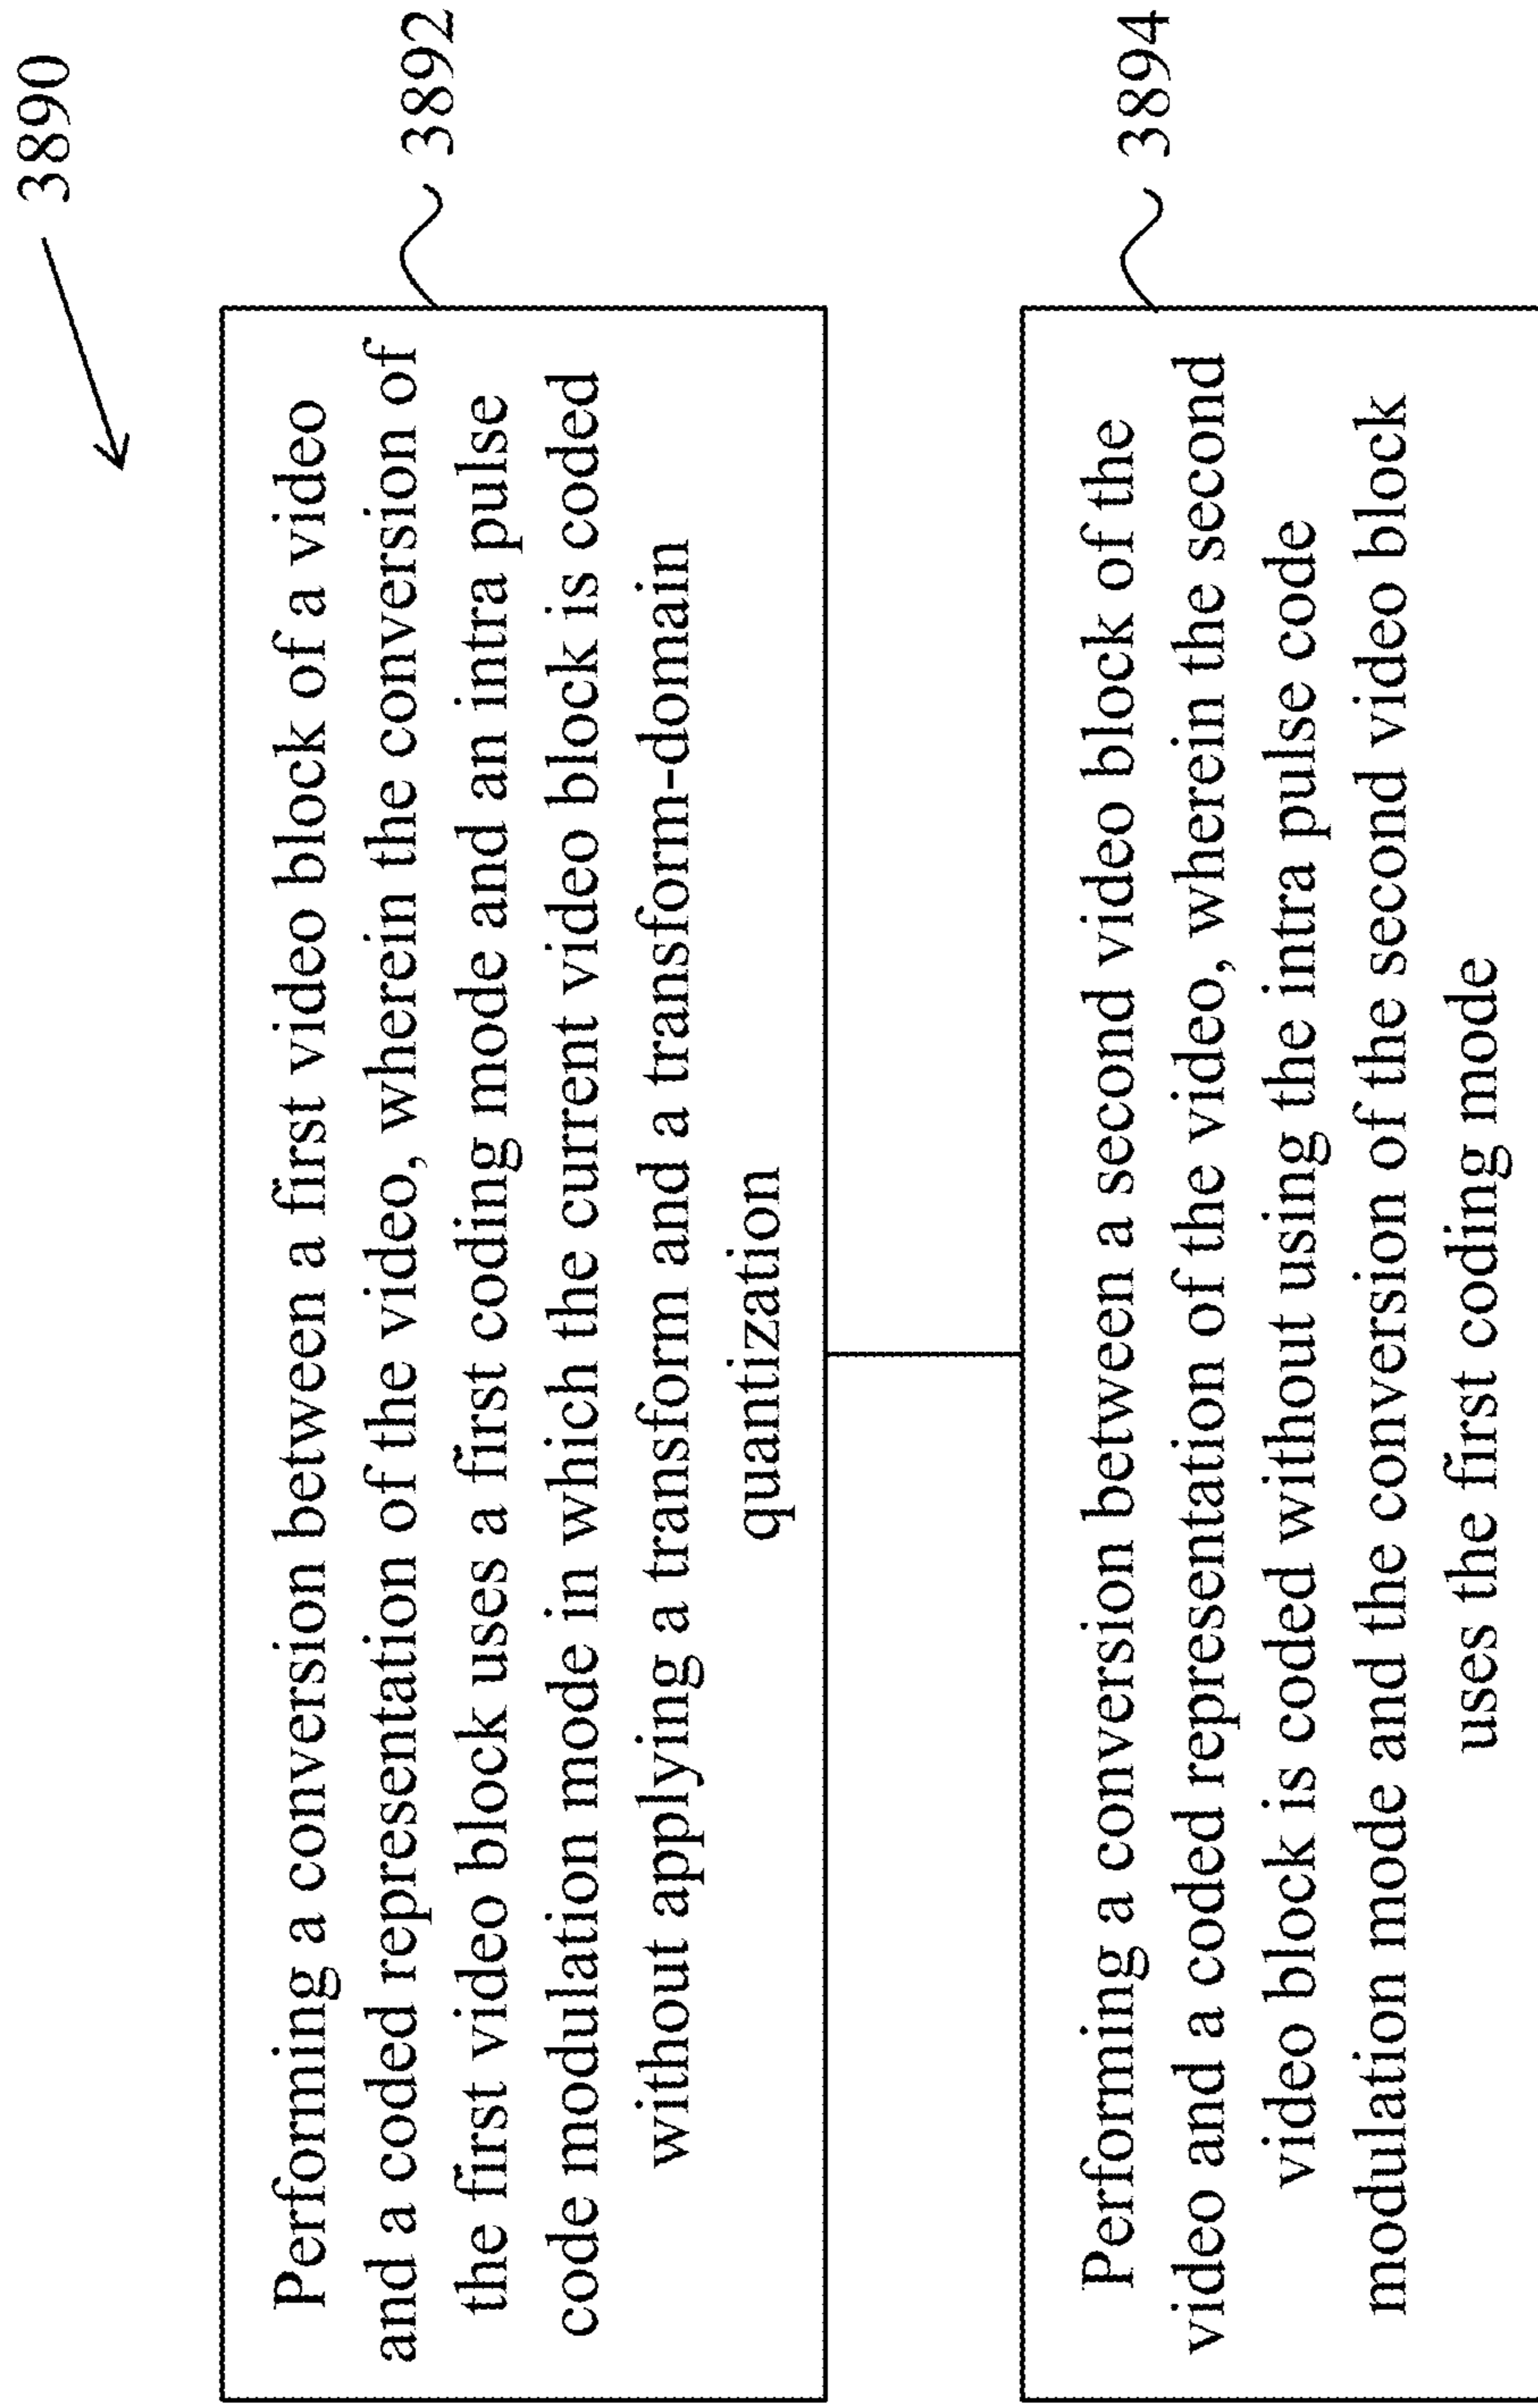 3890
Performing a conversion between a first video block of a video
and a coded representation of the video, wherein the conversion of
the first video block uses a first coding mode and an intra pulse
code modulation mode in which the current video block is coded
without applying a transform and a transform-domain
quantization
3892
Performing a conversion between a second video block of the
video and a coded representation of the video, wherein the second
video block is coded without using the intra pulse code
modulation mode and the conversion of the second video block
uses the first coding mode
3894